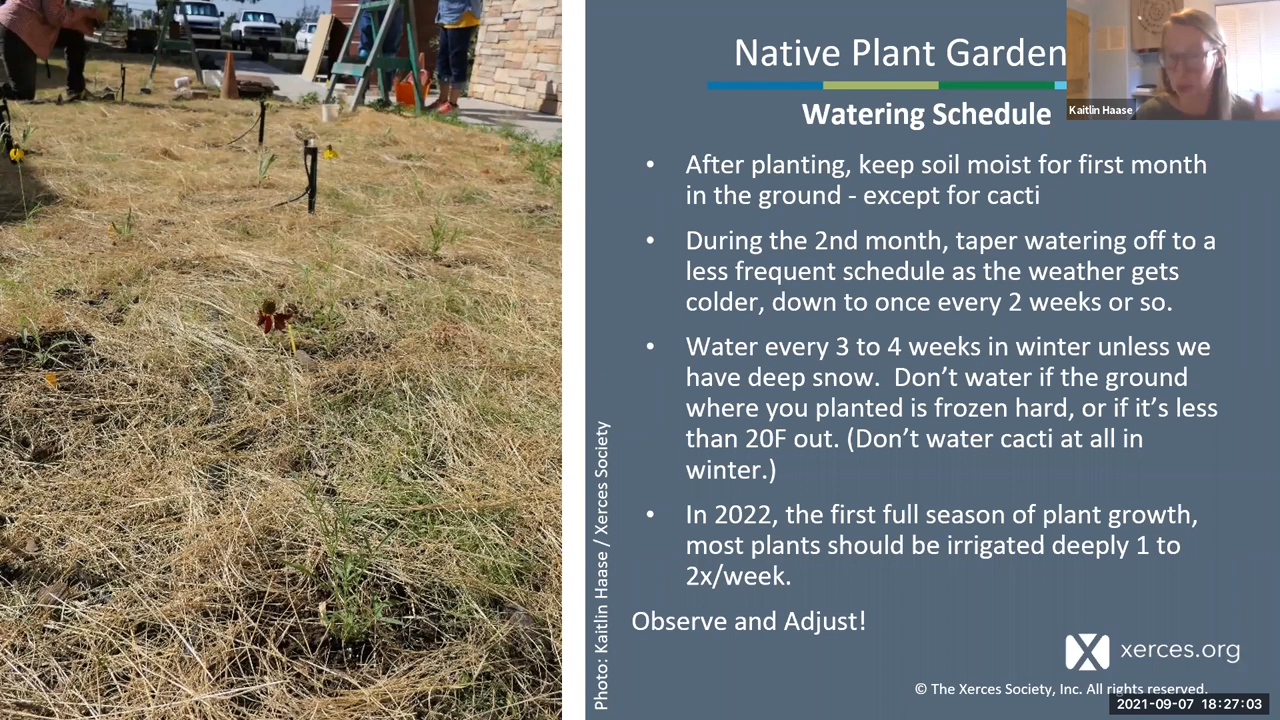 Native Plant Garden
Kaitlin Haase
Watering Schedule
• After planting, keep soil moist for first month
in the ground - except for cacti
• During the 2nd month, taper watering off to a
less frequent schedule as the weather gets
colder, down to once every 2 weeks or so.
• Water every 3 to 4 weeks in winter unless we
have deep snow.  Don’t water if the ground
where you planted is frozen hard, or if it’s less
than 20F out. (Don’t water cacti at all in
winter.)
• In 2022, the first full season of plant growth,
most plants should be irrigated deeply 1 to
2x/week.
Observe and Adjust!
Photo: Kaitlin Haase / Xerces Society
xerces.org
© The Xerces Society, Inc. All rights reserved.
2021-09-07 18:27:03